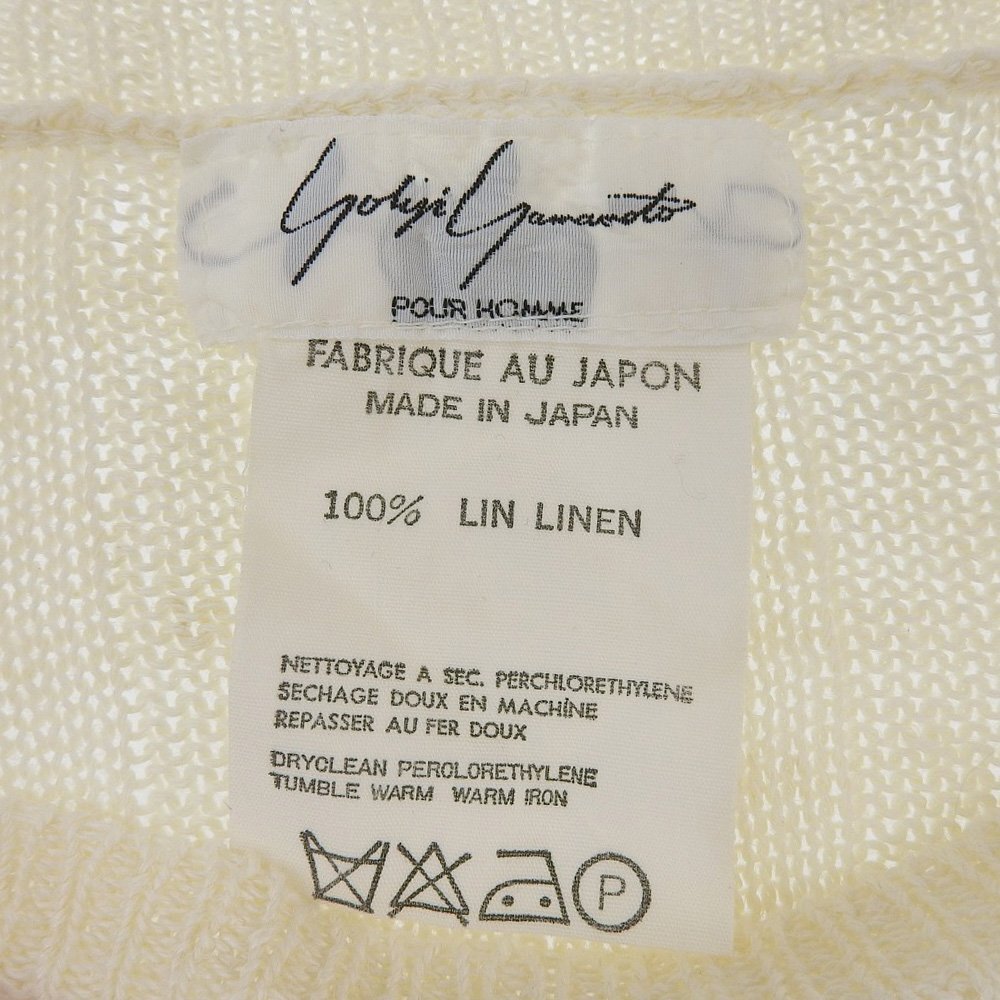 Yohji Yamamoto
POUR HOMME
FABRIQUE AU JAPON
MADE IN JAPAN
100% LIN LINEN
NETTOYAGE A SEC. PERCHLORETHYLENE
SECHAGE DOUX EN MACHINE
REPASSER AU FER DOUX
DRYCLEAN PERCLORETHYLENE
TUMBLE WARM WARM IRON
P